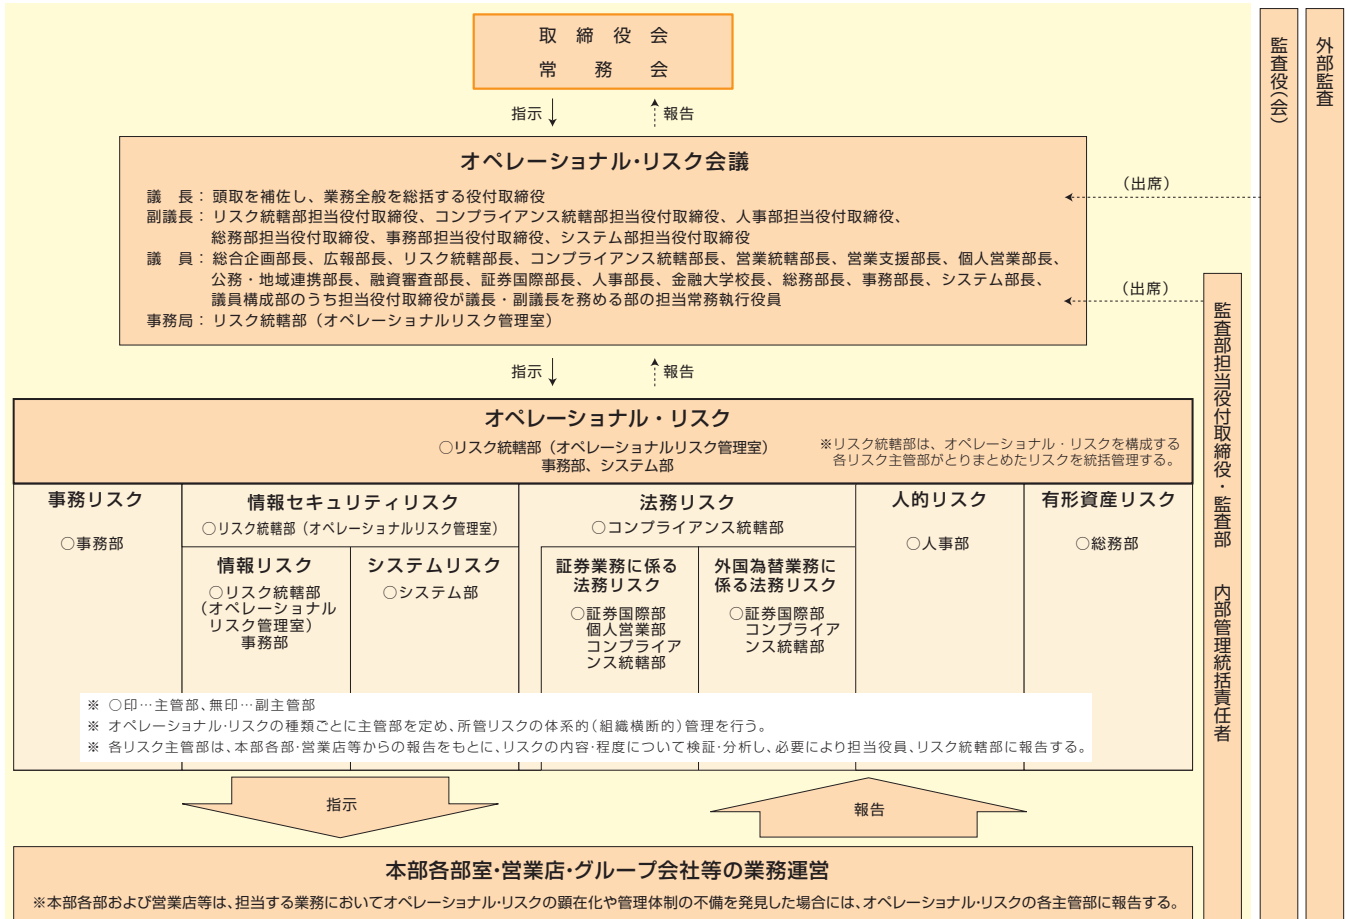 取締役会
常務会
指示
報告
オペレーショナル･リスク会議
議　長：頭取を補佐し、業務全般を総括する役付取締役
副議長：リスク統轄部担当役付取締役、コンプライアンス統轄部担当役付取締役、人事部担当役付取締役、
総務部担当役付取締役、事務部担当役付取締役、システム部担当役付取締役
議　員：総合企画部長、広報部長、リスク統轄部長、コンプライアンス統轄部長、営業統轄部長、営業支援部長、個人営業部長、
公務・地域連携部長、融資審査部長、証券国際部長、人事部長、金融大学校長、総務部長、事務部長、システム部長、
議員構成部のうち担当役付取締役が議長・副議長を務める部の担当常務執行役員
事務局：リスク統轄部（オペレーショナルリスク管理室）
（出席）
（出席）
監査役（会）
外部監査
監査部担当役付取締役・監査部　内部管理統括責任者
指示
報告
オペレーショナル・リスク
○リスク統轄部（オペレーショナルリスク管理室）
事務部、システム部
※リスク統轄部は、オペレーショナル・リスクを構成する
各リスク主管部がとりまとめたリスクを統括管理する。
事務リスク
○事務部
情報セキュリティリスク
○リスク統轄部（オペレーショナルリスク管理室）
情報リスク
○リスク統轄部
（オペレーショナル
リスク管理室）
事務部
システムリスク
○システム部
法務リスク
○コンプライアンス統轄部
証券業務に係る
法務リスク
○証券国際部
個人営業部
コンプライア
ンス統轄部
外国為替業務に
係る法務リスク
○証券国際部
コンプライア
ンス統轄部
人的リスク
○人事部
有形資産リスク
○総務部
※ ○印…主管部、無印…副主管部
※ オペレーショナル･リスクの種類ごとに主管部を定め、所管リスクの体系的（組織横断的）管理を行う。
※ 各リスク主管部は、本部各部･営業店等からの報告をもとに、リスクの内容･程度について検証･分析し、必要により担当役員、リスク統轄部に報告する。
指示
報告
本部各部室･営業店･グループ会社等の業務運営
※本部各部および営業店等は、担当する業務においてオペレーショナル･リスクの顕在化や管理体制の不備を発見した場合には、オペレーショナル･リスクの各主管部に報告する。